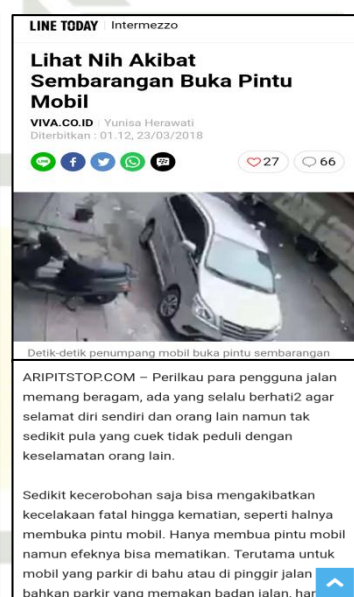 LINE TODAY | Intermezzo
Lihat Nih Akibat
Sembarangan Buka Pintu
Mobil
VIVA.CO.ID | Yunisa Herawati
Diterbitkan : 01.12, 23/03/2018
27 66
Detik-detik penumpang mobil buka pintu sembarangan
ARIPITSTOP.COM – Perilkau para pengguna jalan
memang beragam, ada yang selalu berhati2 agar
selamat diri sendiri dan orang lain namun tak
sedikit pula yang cuek tidak peduli dengan
keselamatan orang lain.
Sedikit kecerobohan saja bisa mengakibatkan
kecelakaan fatal hingga kematian, seperti halnya
membuka pintu mobil. Hanya membua pintu mobil
namun efeknya bisa mematikan. Terutama untuk
mobil yang parkir di bahu atau di pinggir jalan
bahkan parkir yang memakan badan jalan, har